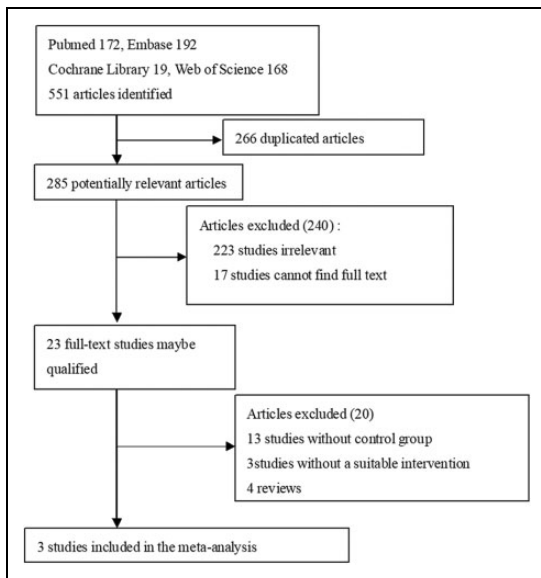 Pubmed 172, Embase 192
Cochrane Library 19, Web of Science 168
551 articles identified
266 duplicated articles
285 potentially relevant articles
Articles excluded (240) :
223 studies irrelevant
17 studies cannot find full text
23 full-text studies maybe
qualified
Articles excluded (20)
13 studies without control group
3studies without a suitable intervention
4 reviews
3 studies included in the meta-analysis